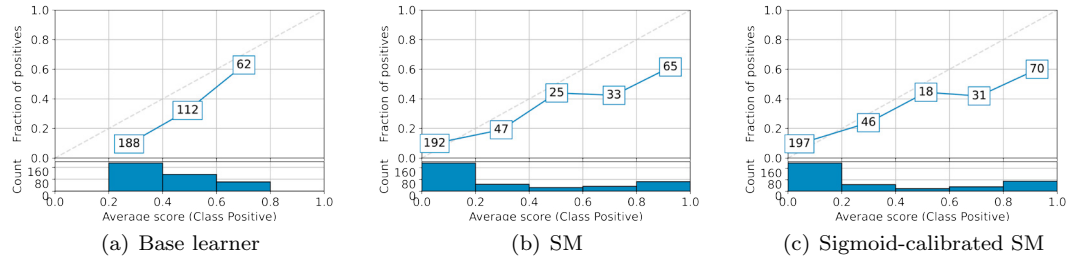 1.0
0.8
0.6
0.4
0.2
0.0
Fraction of positives
188
112
62
160
80
0
Count
0.0 0.2 0.4 0.6 0.8 1.0
Average score (Class Positive)
(a) Base learner
1.0
0.8
0.6
0.4
0.2
0.0
Fraction of positives
192
47
25
33
65
160
80
0
Count
0.0 0.2 0.4 0.6 0.8 1.0
Average score (Class Positive)
(b) SM
1.0
0.8
0.6
0.4
0.2
0.0
Fraction of positives
197
46
18
31
70
160
80
0
Count
0.0 0.2 0.4 0.6 0.8 1.0
Average score (Class Positive)
(c) Sigmoid-calibrated SM